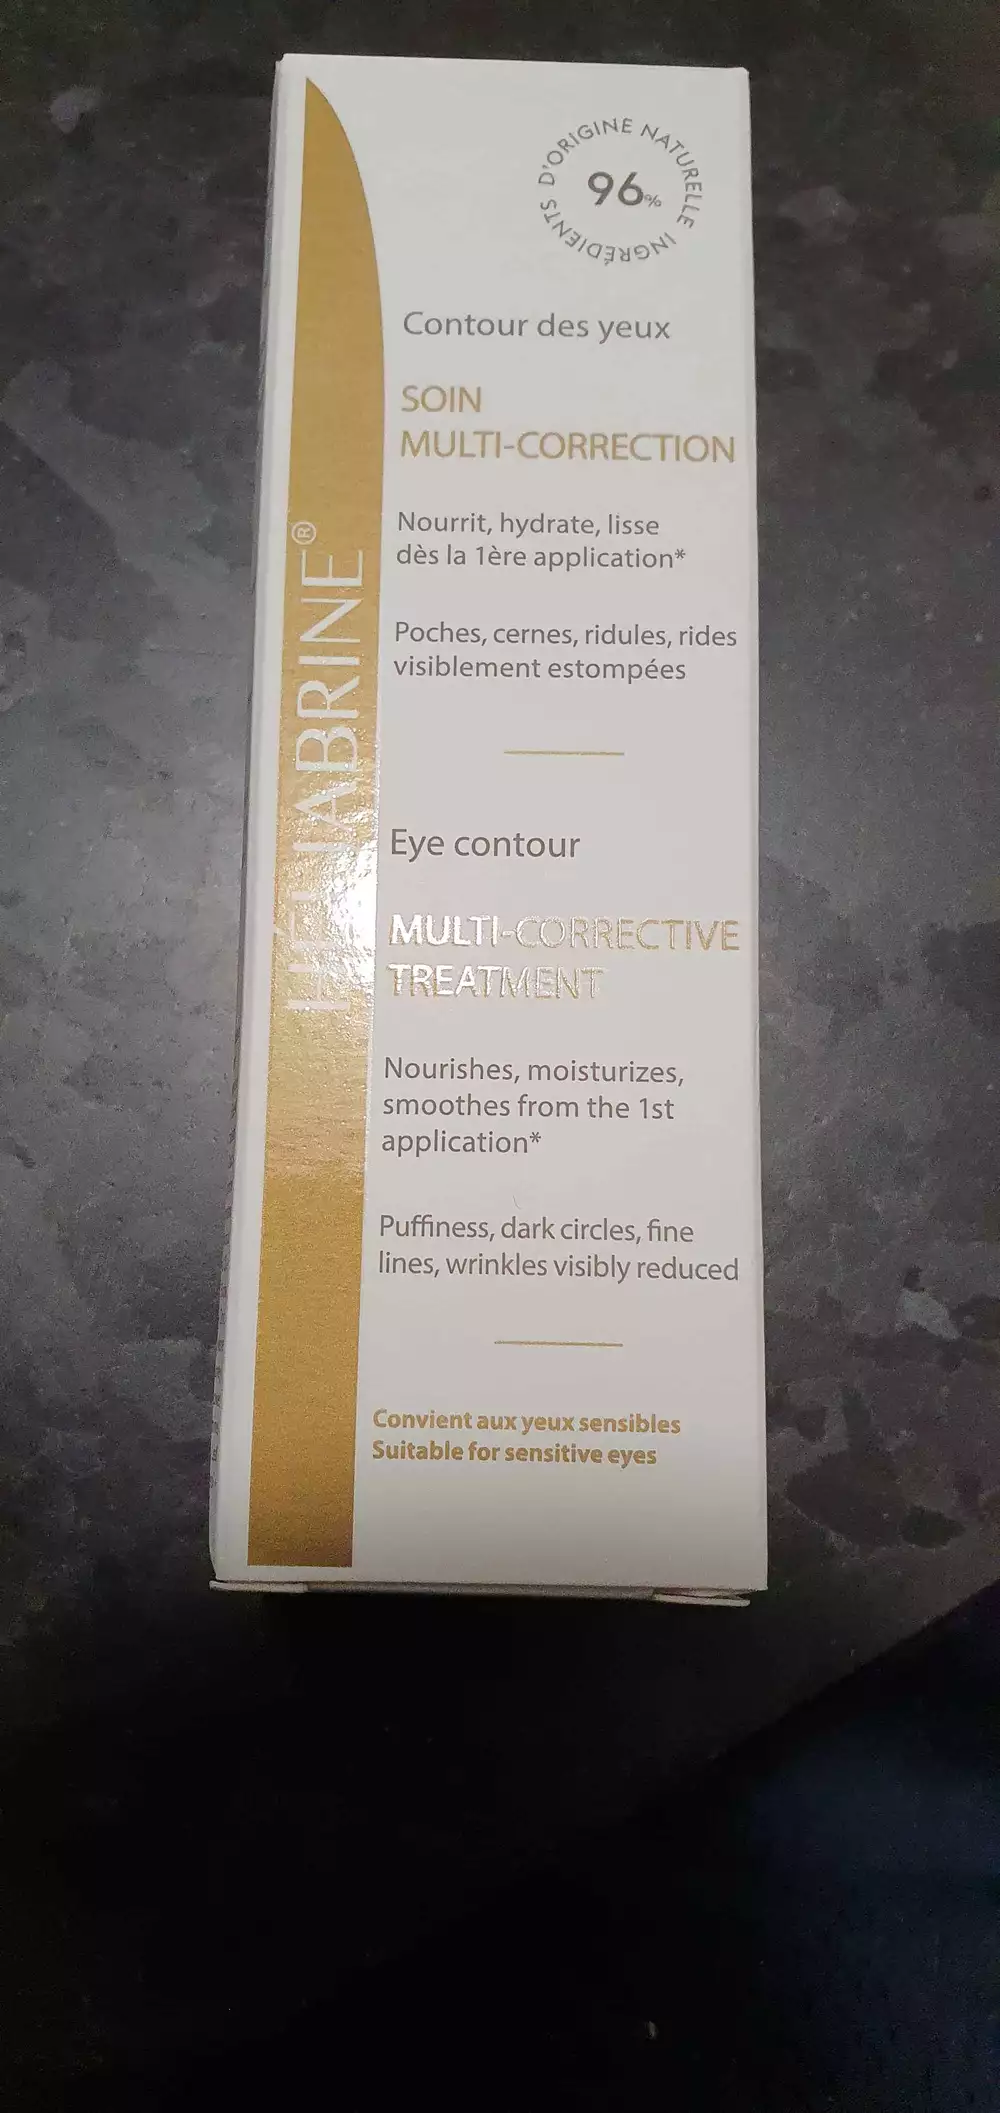 96%
INGRÉDIENTS D'ORIGINE NATURELLE
Contour des yeux
SOIN
MULTI-CORRECTION
Nourrit, hydrate, lisse
dès la 1ère application*
Poches, cernes, ridules, rides
visiblement estompées
HÉLIABRINE®
Eye contour
MULTI-CORRECTIVE
TREATMENT
Nourishes, moisturizes,
smoothes from the 1st
application*
Puffiness, dark circles, fine
lines, wrinkles visibly reduced
Convient aux yeux sensibles
Suitable for sensitive eyes